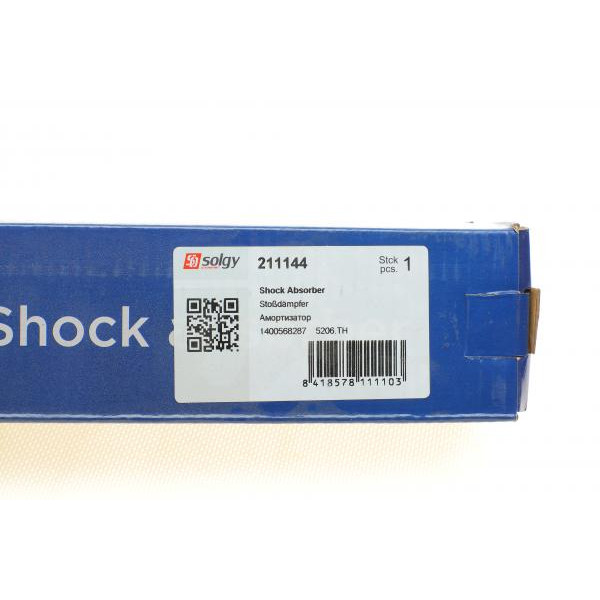 solgy 211144 Stck pcs. 1
Shock Absorber
Stoßdämpfer
Амортизатор
1400568287 5206.TH
8 418578 111103
Shock a